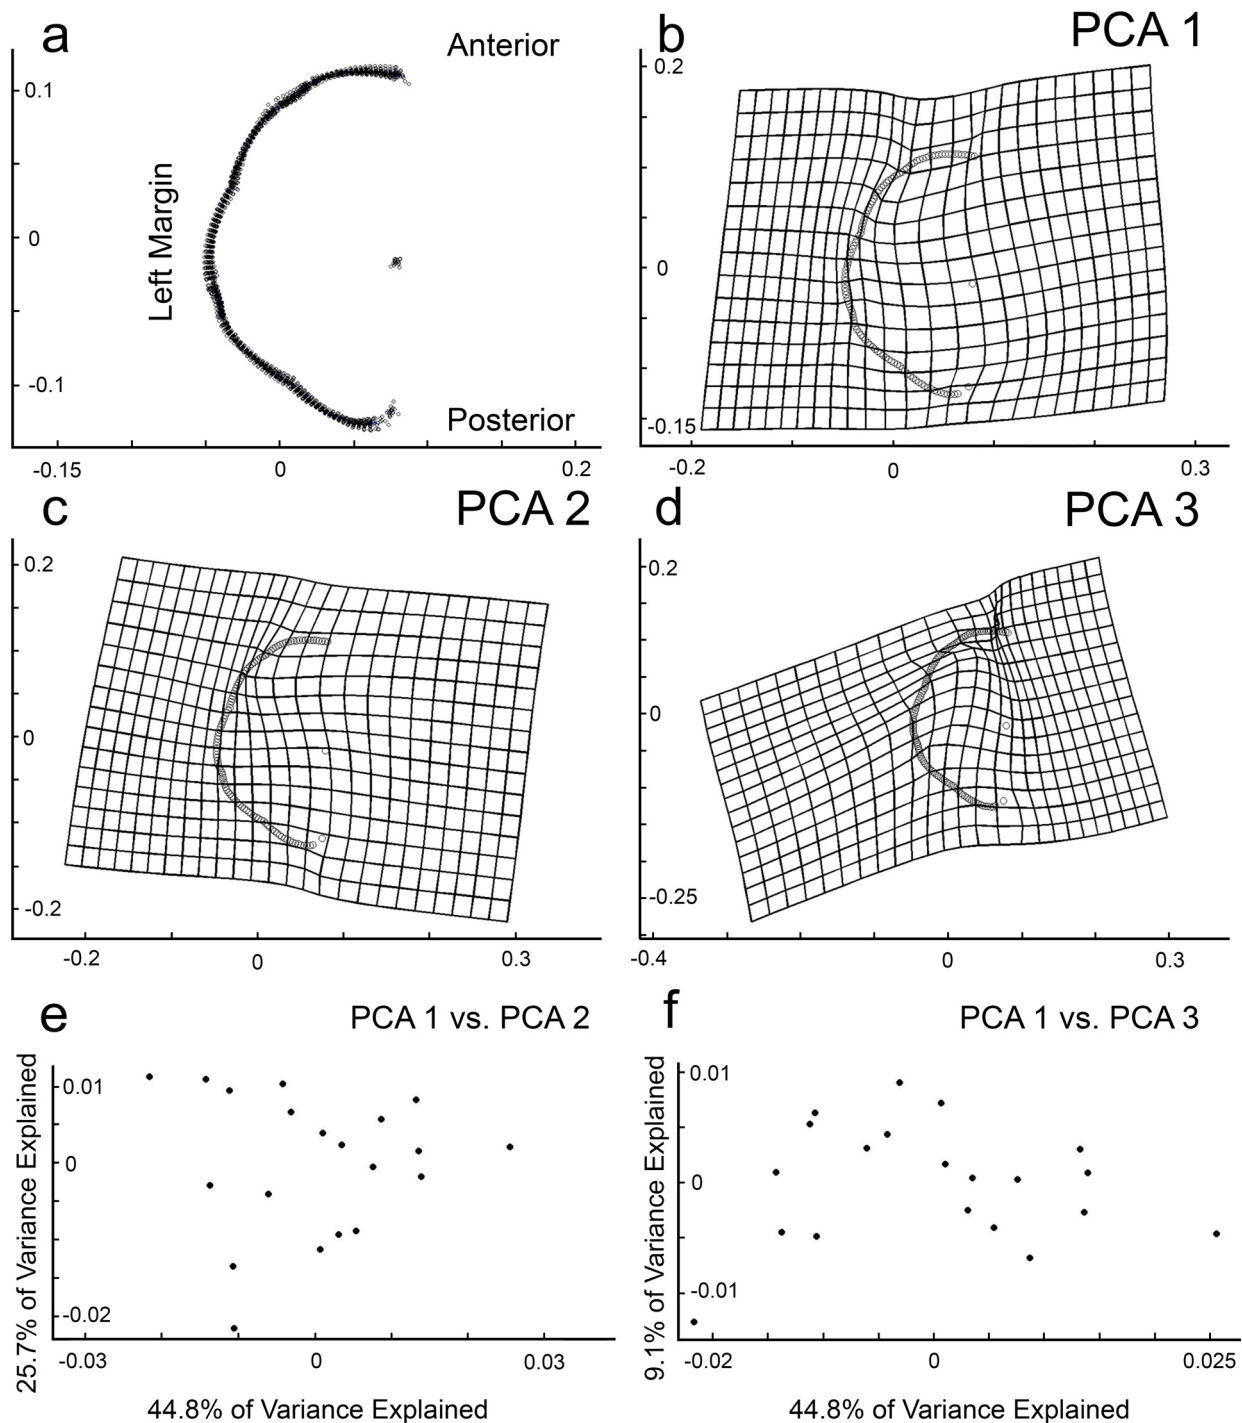 a
Anterior
0.1
0
-0.1
Left Margin
Posterior
-0.15
0
0.2
b
PCA 1
0.2
0
-0.15
-0.2
0
0.3
c
PCA 2
0.2
0
-0.2
-0.2
0
0.3
d
PCA 3
0.2
0
-0.25
-0.4
0
0.3
e
PCA 1 vs. PCA 2
25.7% of Variance Explained
0.01
0
-0.02
-0.03
0
0.03
44.8% of Variance Explained
f
PCA 1 vs. PCA 3
9.1% of Variance Explained
0.01
0
-0.01
-0.02
0
0.025
44.8% of Variance Explained